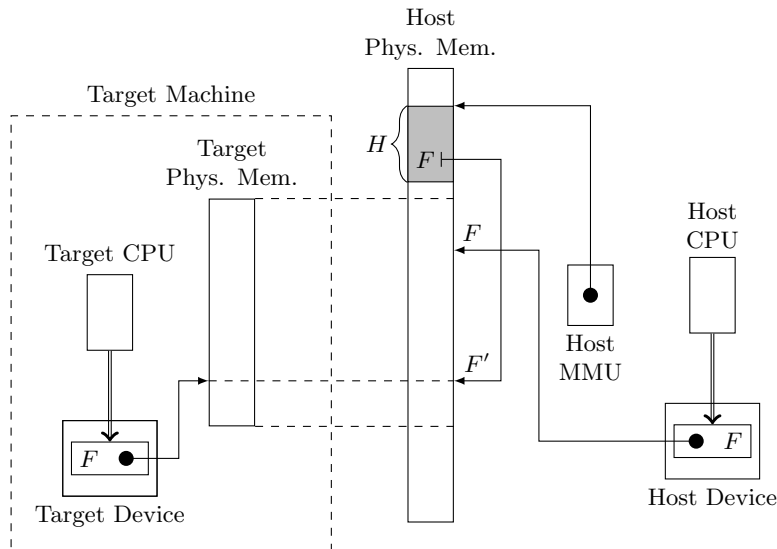 Host
Phys. Mem.
Target Machine
H
F
Target
Phys. Mem.
Host
CPU
F
Target CPU
Host
MMU
F′
F
F
Host Device
Target Device